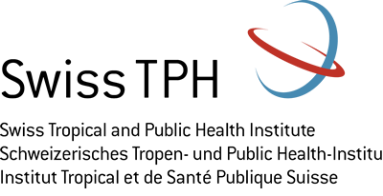 Swiss TPH
Swiss Tropical and Public Health Institute
Schweizerisches Tropen- und Public Health-Institu
Institut Tropical et de Santé Publique Suisse